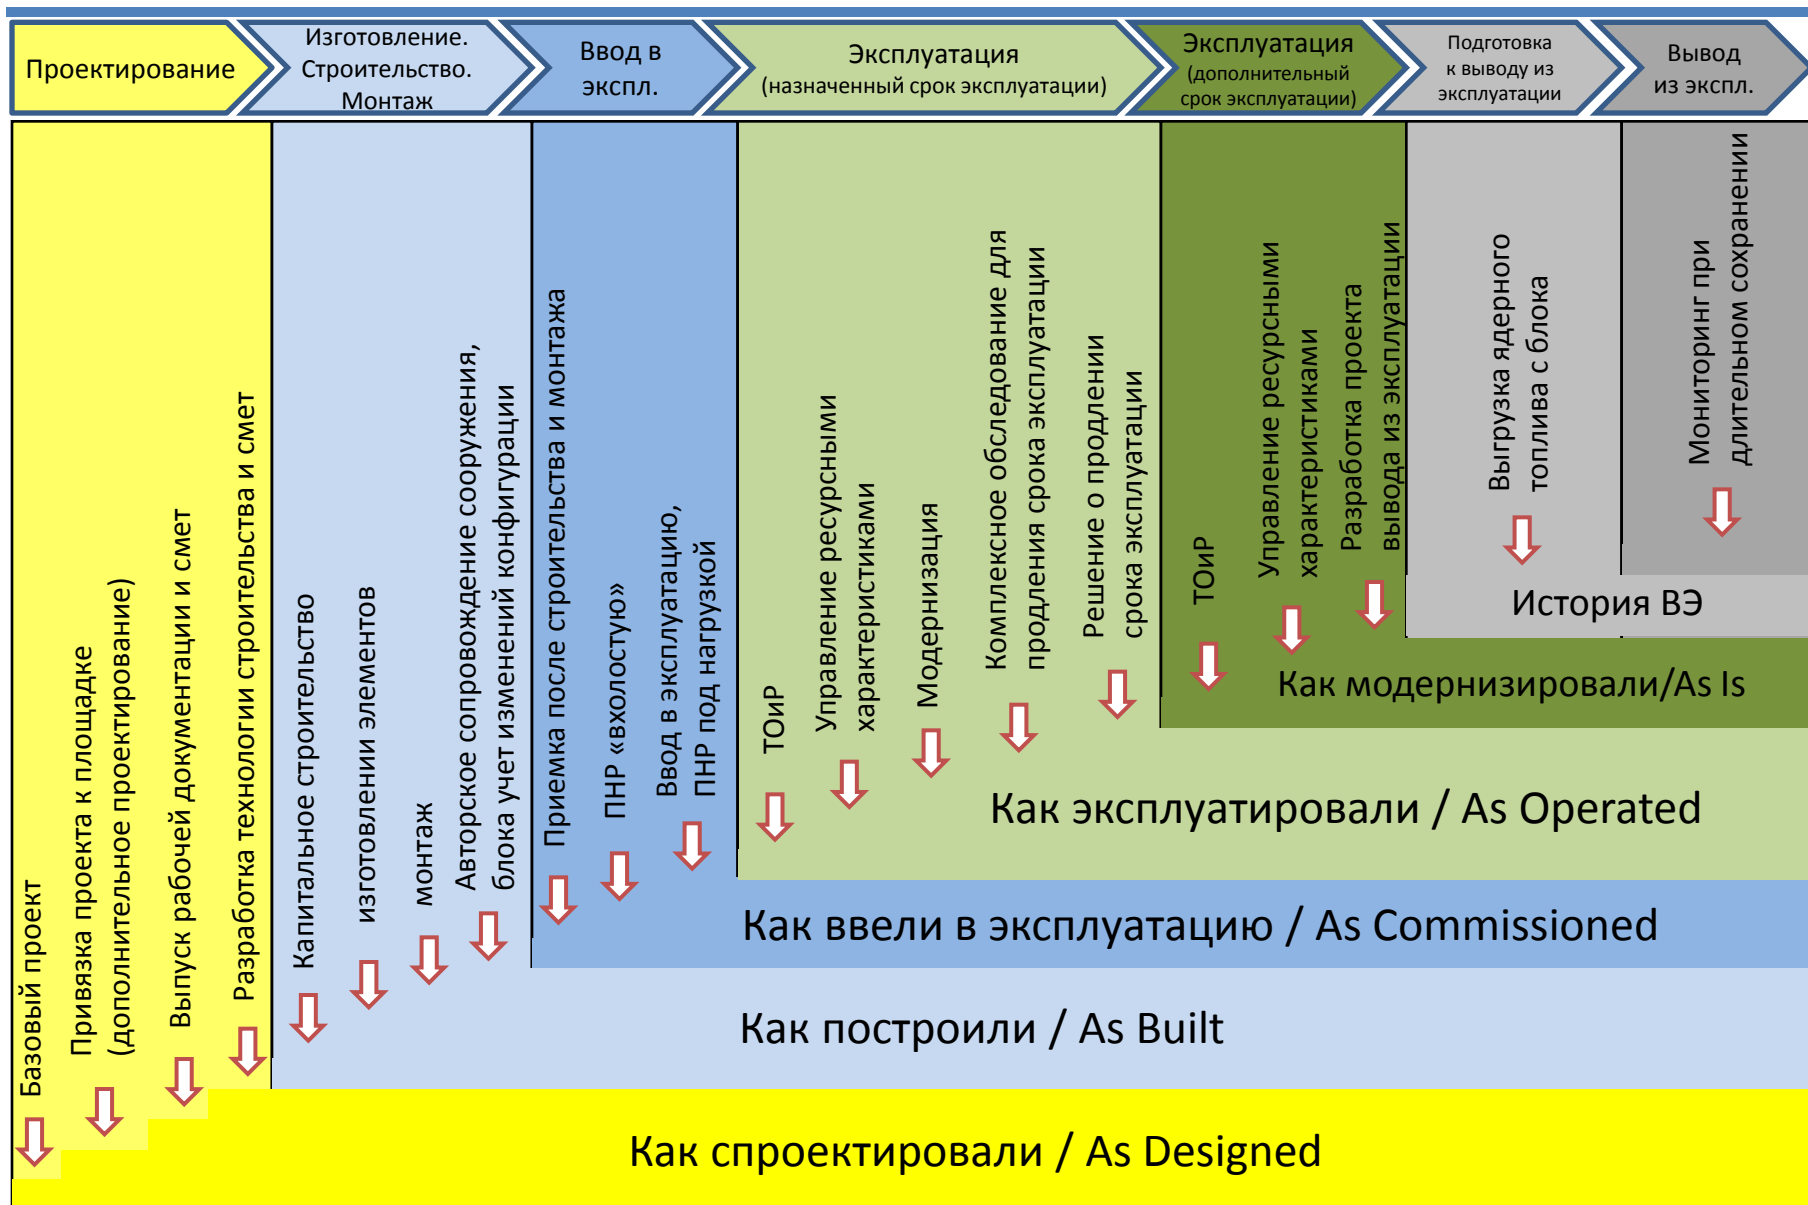 Проектирование
Изготовление.
Строительство.
Монтаж
Ввод в
экспл.
Эксплуатация
(назначенный срок эксплуатации)
Эксплуатация
(дополнительный
срок эксплуатации)
Подготовка
к выводу из
эксплуатации
Вывод
из экспл.
Базовый проект
Привязка проекта к площадке
(дополнительное проектирование)
Выпуск рабочей документации и смет
Разработка технологии строительства и смет
Капитальное строительство
изготовлении элементов
монтаж
Авторское сопровождение сооружения,
блока учет изменений конфигурации
Приемка после строительства и монтажа
ПНР «вхолостую»
Ввод в эксплуатацию,
ПНР под нагрузкой
ТОиР
Управление ресурсными
характеристиками
Модернизация
Комплексное обследование для
продления срока эксплуатации
Решение о продлении
срока эксплуатации
ТОиР
Управление ресурсными
характеристиками
Разработка проекта
вывода из эксплуатации
Выгрузка ядерного
топлива с блока
Мониторинг при
длительном сохранении
История ВЭ
Как модернизировали/As Is
Как эксплуатировали / As Operated
Как ввели в эксплуатацию / As Commissioned
Как построили / As Built
Как спроектировали / As Designed